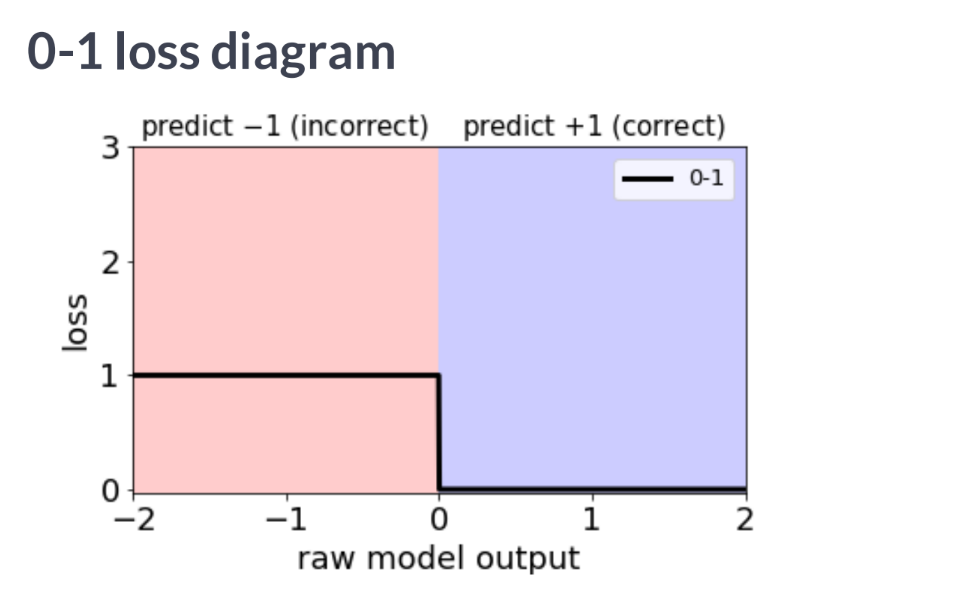 0-1 loss diagram
predict −1 (incorrect) predict +1 (correct)
3
0-1
2
loss
1
0
−2 −1 0 1 2
raw model output